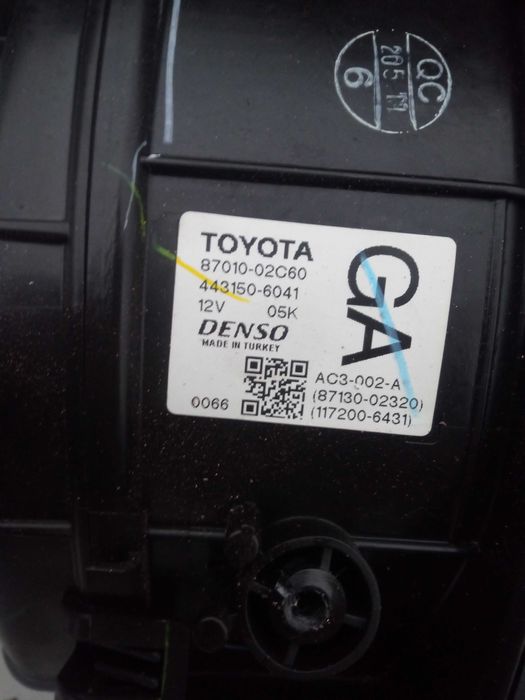 QC
6
TOYOTA
87010-02C60
443150-6041
12V 05K
DENSO
MADE IN TURKEY
GA
AC3-002-A
(87130-02320)
0066 (117200-6431)